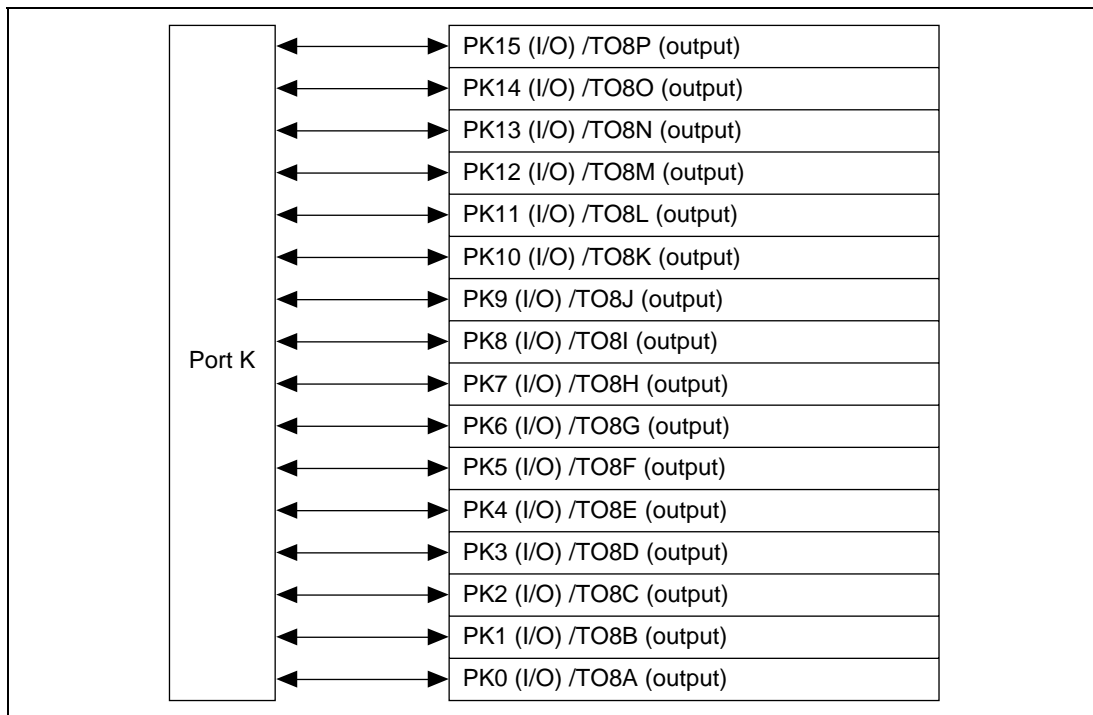 PK15 (I/O) /TO8P (output)
PK14 (I/O) /TO8O (output)
PK13 (I/O) /TO8N (output)
PK12 (I/O) /TO8M (output)
PK11 (I/O) /TO8L (output)
PK10 (I/O) /TO8K (output)
PK9 (I/O) /TO8J (output)
PK8 (I/O) /TO8I (output)
Port K
PK7 (I/O) /TO8H (output)
PK6 (I/O) /TO8G (output)
PK5 (I/O) /TO8F (output)
PK4 (I/O) /TO8E (output)
PK3 (I/O) /TO8D (output)
PK2 (I/O) /TO8C (output)
PK1 (I/O) /TO8B (output)
PK0 (I/O) /TO8A (output)